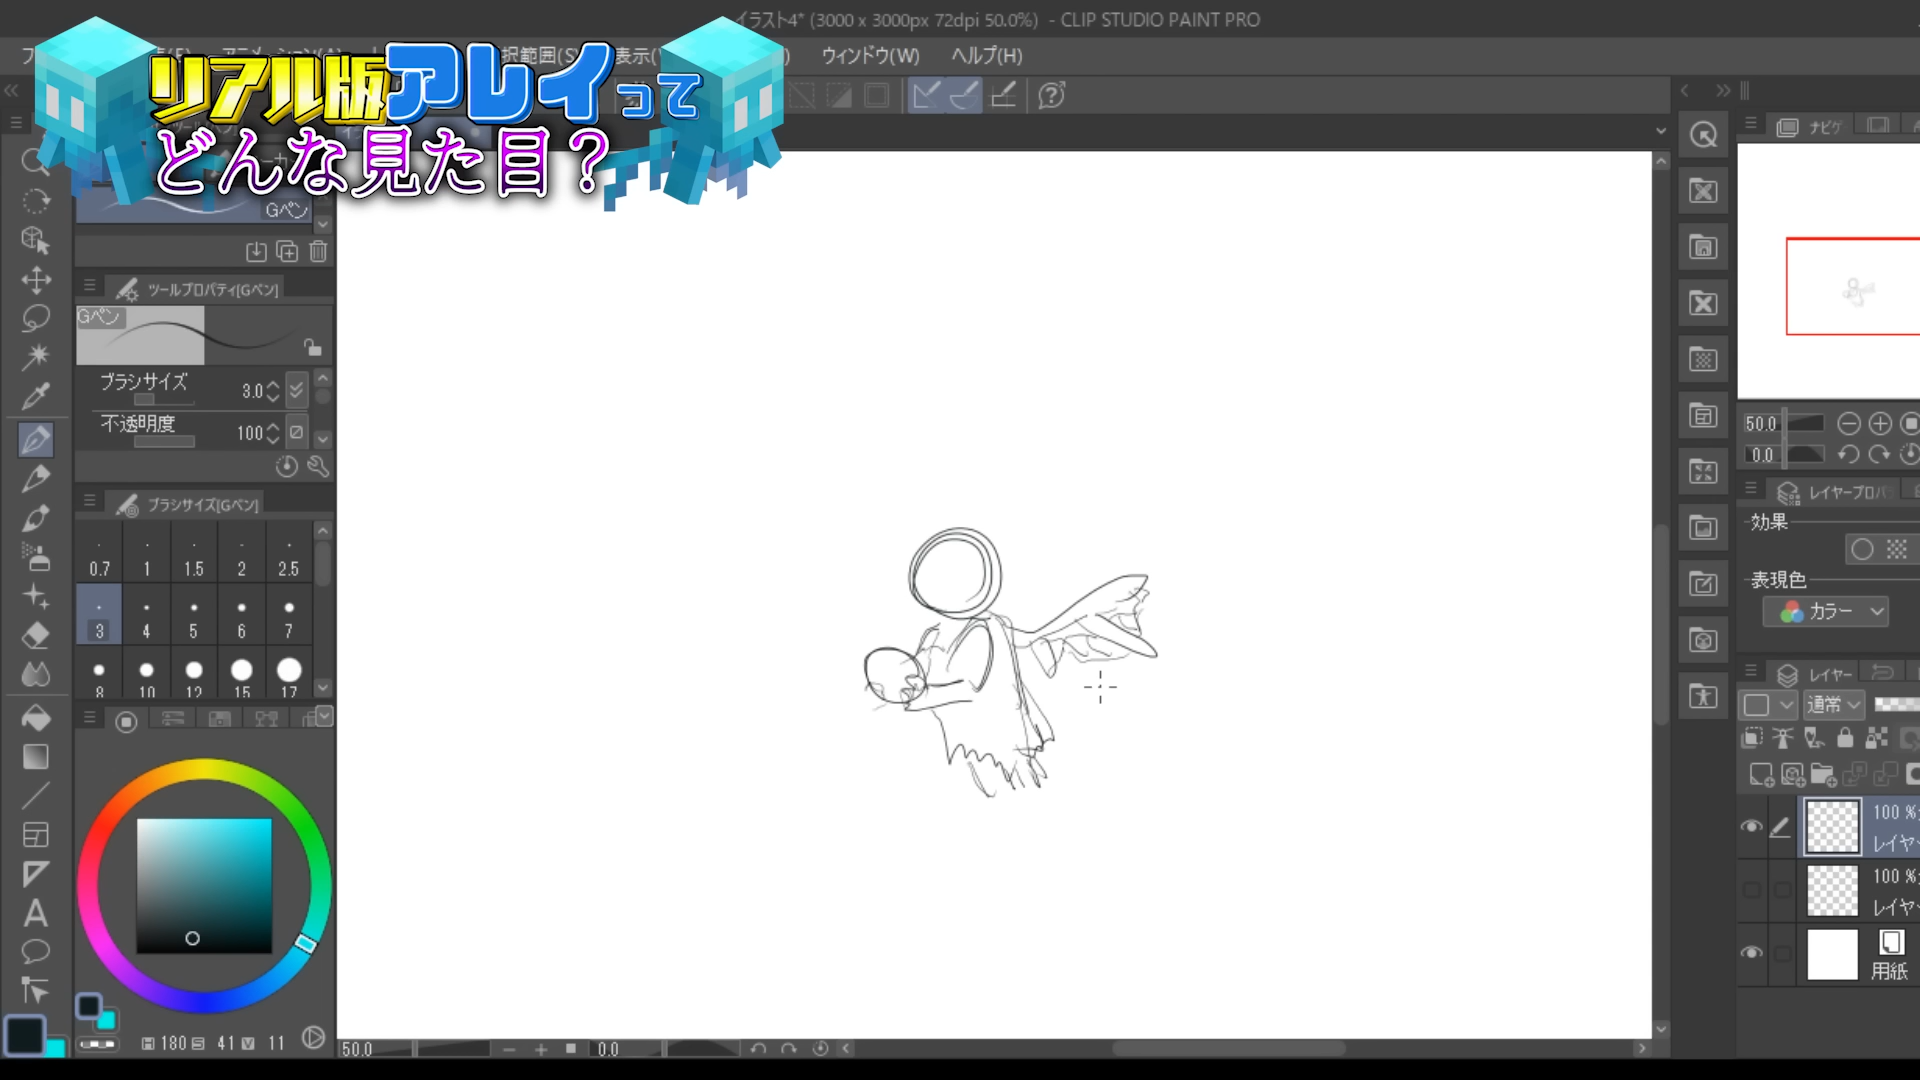 イラスト4* (3000 x 3000px 72dpi 50.0%) - CLIP STUDIO PAINT PRO
ウィンドウ(W) ヘルプ(H)
リアル版アレイって
どんな見た目?
Gペン
ナビゲ
ツールプロパティ[Gペン]
Gペン
ブラシサイズ 3.0
不透明度 100
ブラシサイズ[Gペン]
0.7 1 1.5 2 2.5
3 4 5 6 7
8 10 12 15 17
50.0
0.0
レイヤープロパ
効果
表現色
カラー
レイヤー
通常
100 %
レイヤ
100 %
レイヤ
用紙
H 180 S 41 V 11
50.0 0.0